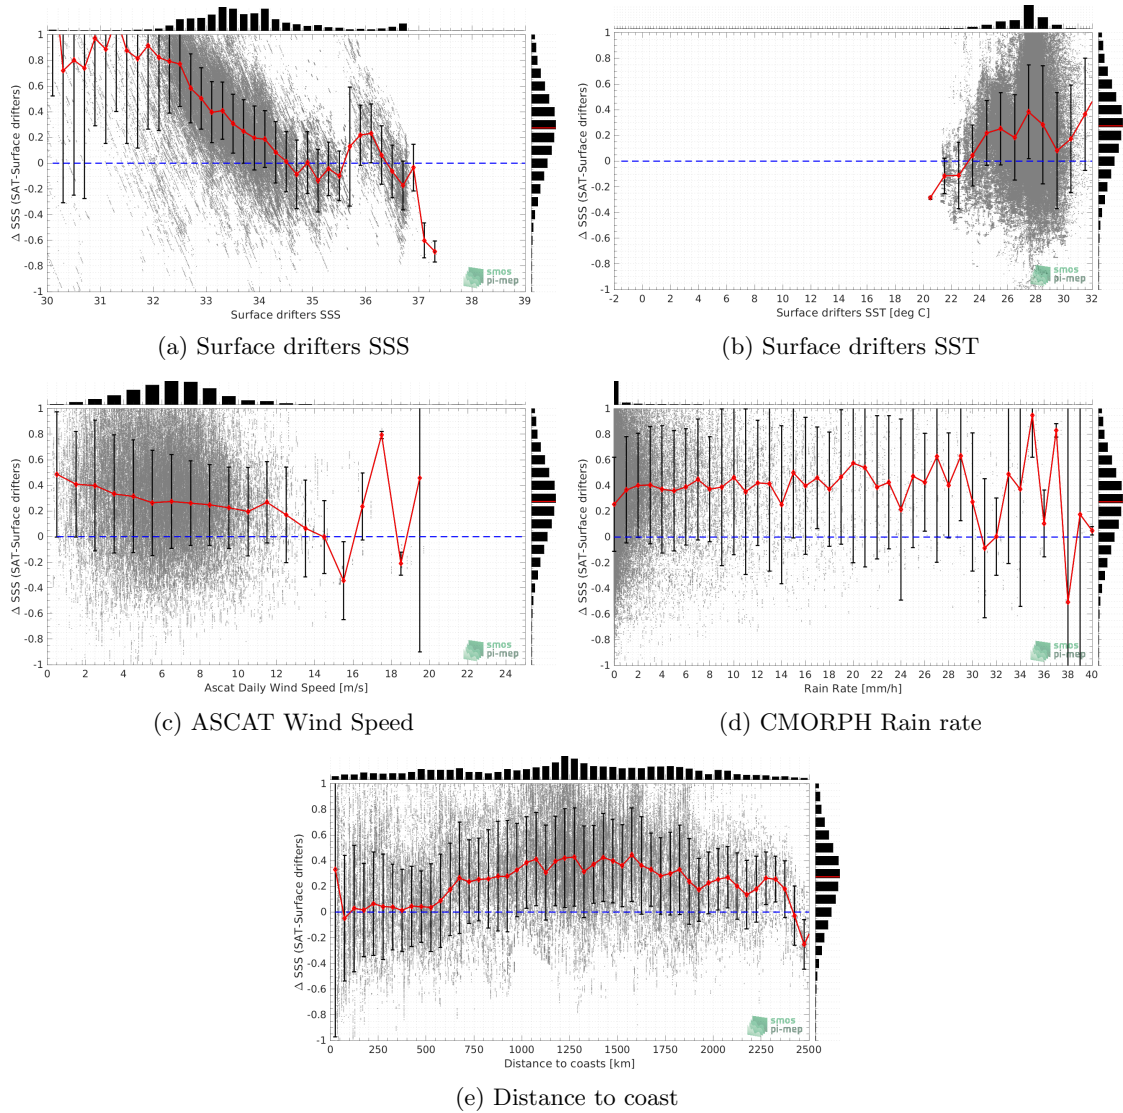 Δ SSS (SAT-Surface drifters)
1
0.8
0.6
0.4
0.2
0
-0.2
-0.4
-0.6
-0.8
-1
30 31 32 33 34 35 36 37 38 39
Surface drifters SSS
smos
pi-mep
(a) Surface drifters SSS
Δ SSS (SAT-Surface drifters)
1
0.8
0.6
0.4
0.2
0
-0.2
-0.4
-0.6
-0.8
-1
-2 0 2 4 6 8 10 12 14 16 18 20 22 24 26 28 30 32
Surface drifters SST [deg C]
smos
pi-mep
(b) Surface drifters SST
Δ SSS (SAT-Surface drifters)
1
0.8
0.6
0.4
0.2
0
-0.2
-0.4
-0.6
-0.8
-1
0 2 4 6 8 10 12 14 16 18 20 22 24
Ascat Daily Wind Speed [m/s]
smos
pi-mep
(c) ASCAT Wind Speed
Δ SSS (SAT-Surface drifters)
1
0.8
0.6
0.4
0.2
0
-0.2
-0.4
-0.6
-0.8
-1
0 2 4 6 8 10 12 14 16 18 20 22 24 26 28 30 32 34 36 38 40
Rain Rate [mm/h]
smos
pi-mep
(d) CMORPH Rain rate
Δ SSS (SAT-Surface drifters)
1
0.8
0.6
0.4
0.2
0
-0.2
-0.4
-0.6
-0.8
-1
0 250 500 750 1000 1250 1500 1750 2000 2250 2500
Distance to coasts [km]
smos
pi-mep
(e) Distance to coast